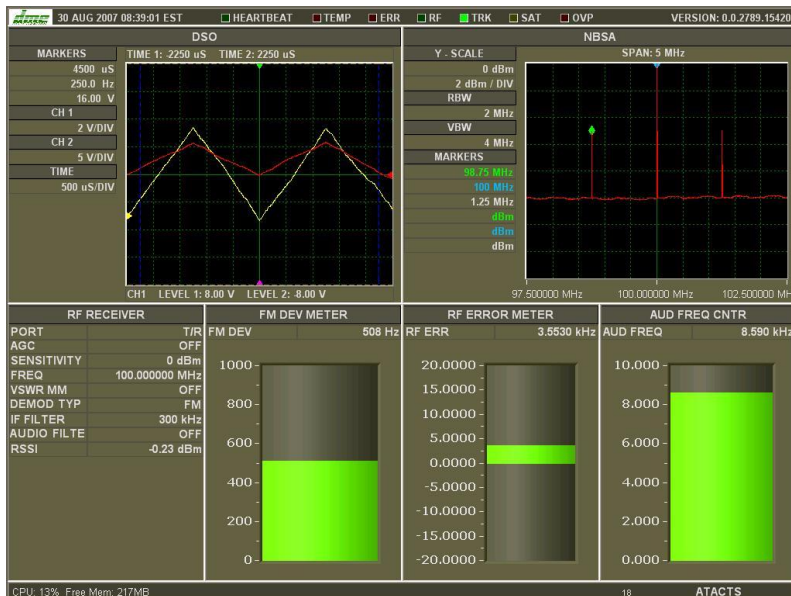 dmg 30 AUG 2007 08:39:01 EST HEARTBEAT TEMP ERR RF TRK SAT OVP VERSION: 0.0.2789.15420
DSO
MARKERS TIME 1: -2250 uS TIME 2: 2250 uS
4500 uS
250.0 Hz
16.00 V
CH 1
2 V/DIV
CH 2
5 V/DIV
TIME
500 uS/DIV
CH1 LEVEL 1: 8.00 V LEVEL 2: -8.00 V
NBSA
Y - SCALE SPAN: 5 MHz
0 dBm
2 dBm / DIV
RBW
2 MHz
VBW
4 MHz
MARKERS
98.75 MHz
100 MHz
1.25 MHz
dBm
dBm
dBm
97.500000 MHz 100.000000 MHz 102.500000 MH
RF RECEIVER
PORT T/R
AGC OFF
SENSITIVITY 0 dBm
FREQ 100.000000 MHz
VSWR MM OFF
DEMOD TYP FM
IF FILTER 300 kHz
AUDIO FILTE OFF
RSSI -0.23 dBm
FM DEV METER
FM DEV 508 Hz
1000
800
600
400
200
0
RF ERROR METER
RF ERR 3.5530 kHz
20.0000
15.0000
10.0000
5.0000
0.0000
-5.0000
-10.0000
-15.0000
-20.0000
AUD FREQ CNTR
AUD FREQ 8.590 kHz
10.000
8.000
6.000
4.000
2.000
0.000
CPU: 13% Free Mem: 217MB 18 ATACTS